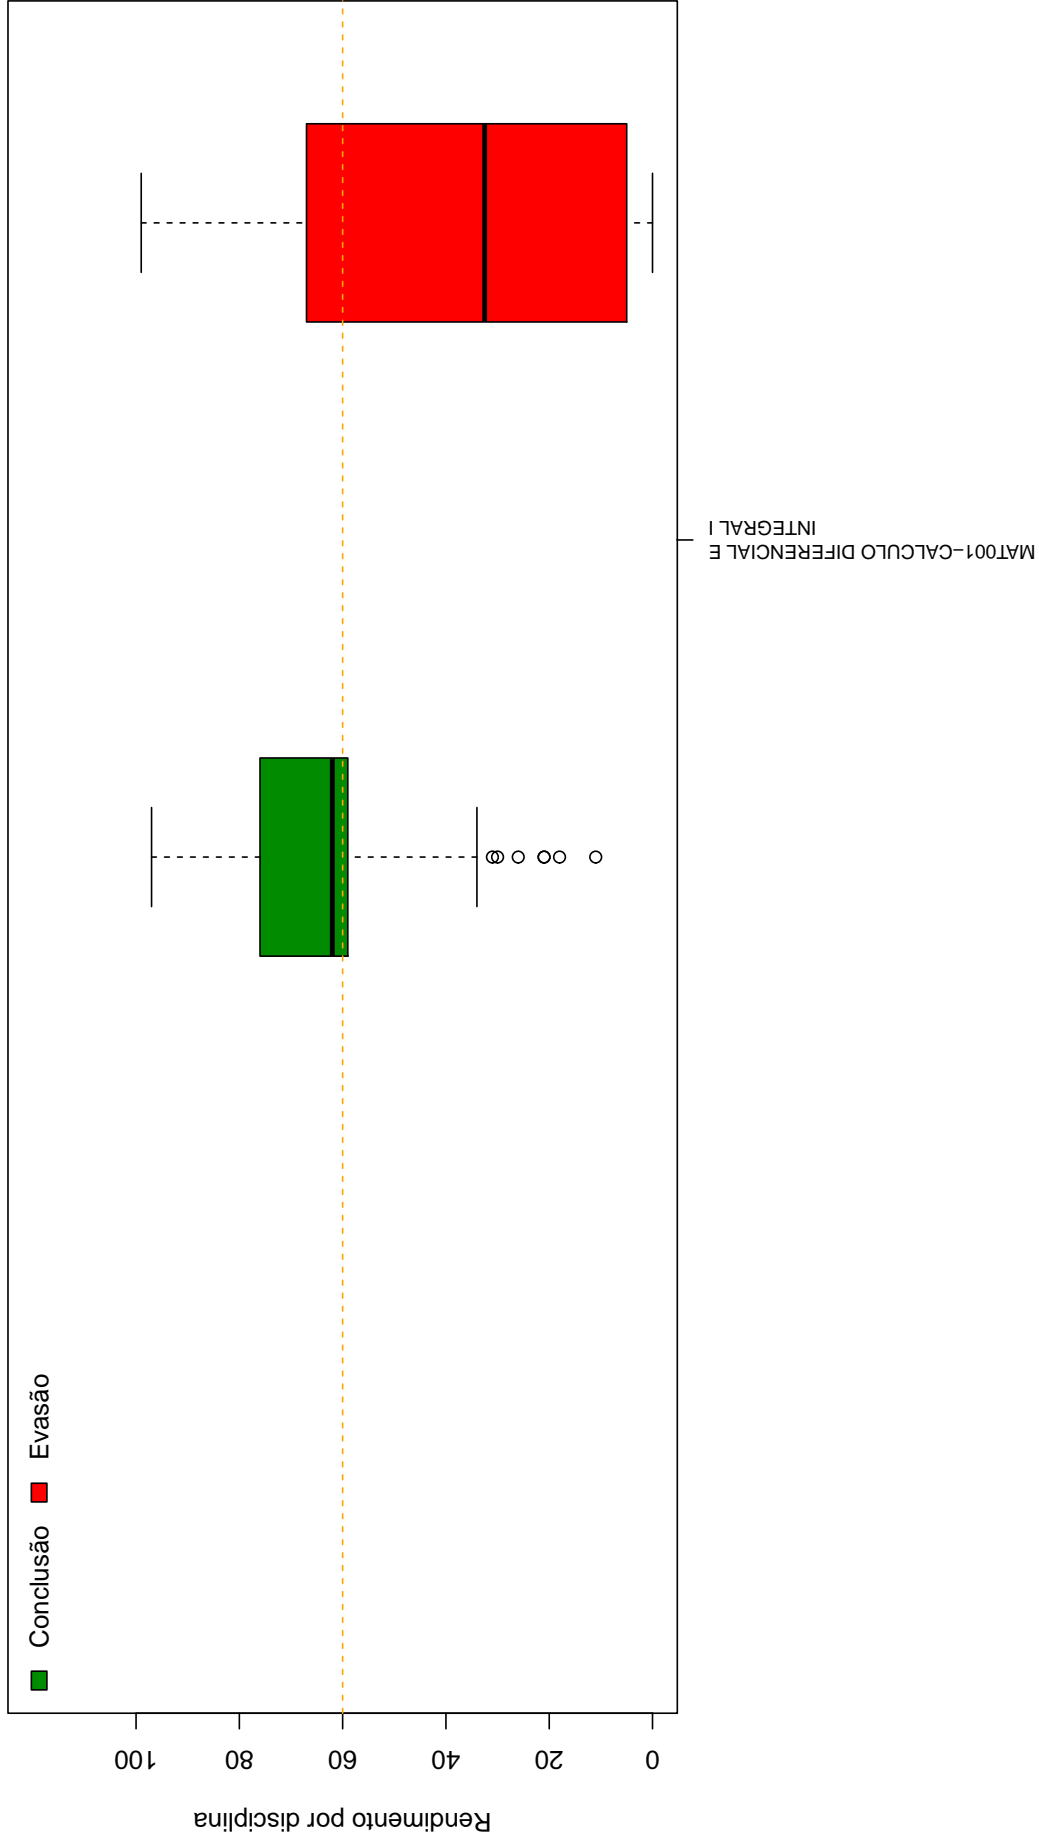 Conclusão
Evasão
100
80
60
40
20
0
Rendimento por disciplina
MAT001-CALCULO DIFERENCIAL E
INTEGRAL I